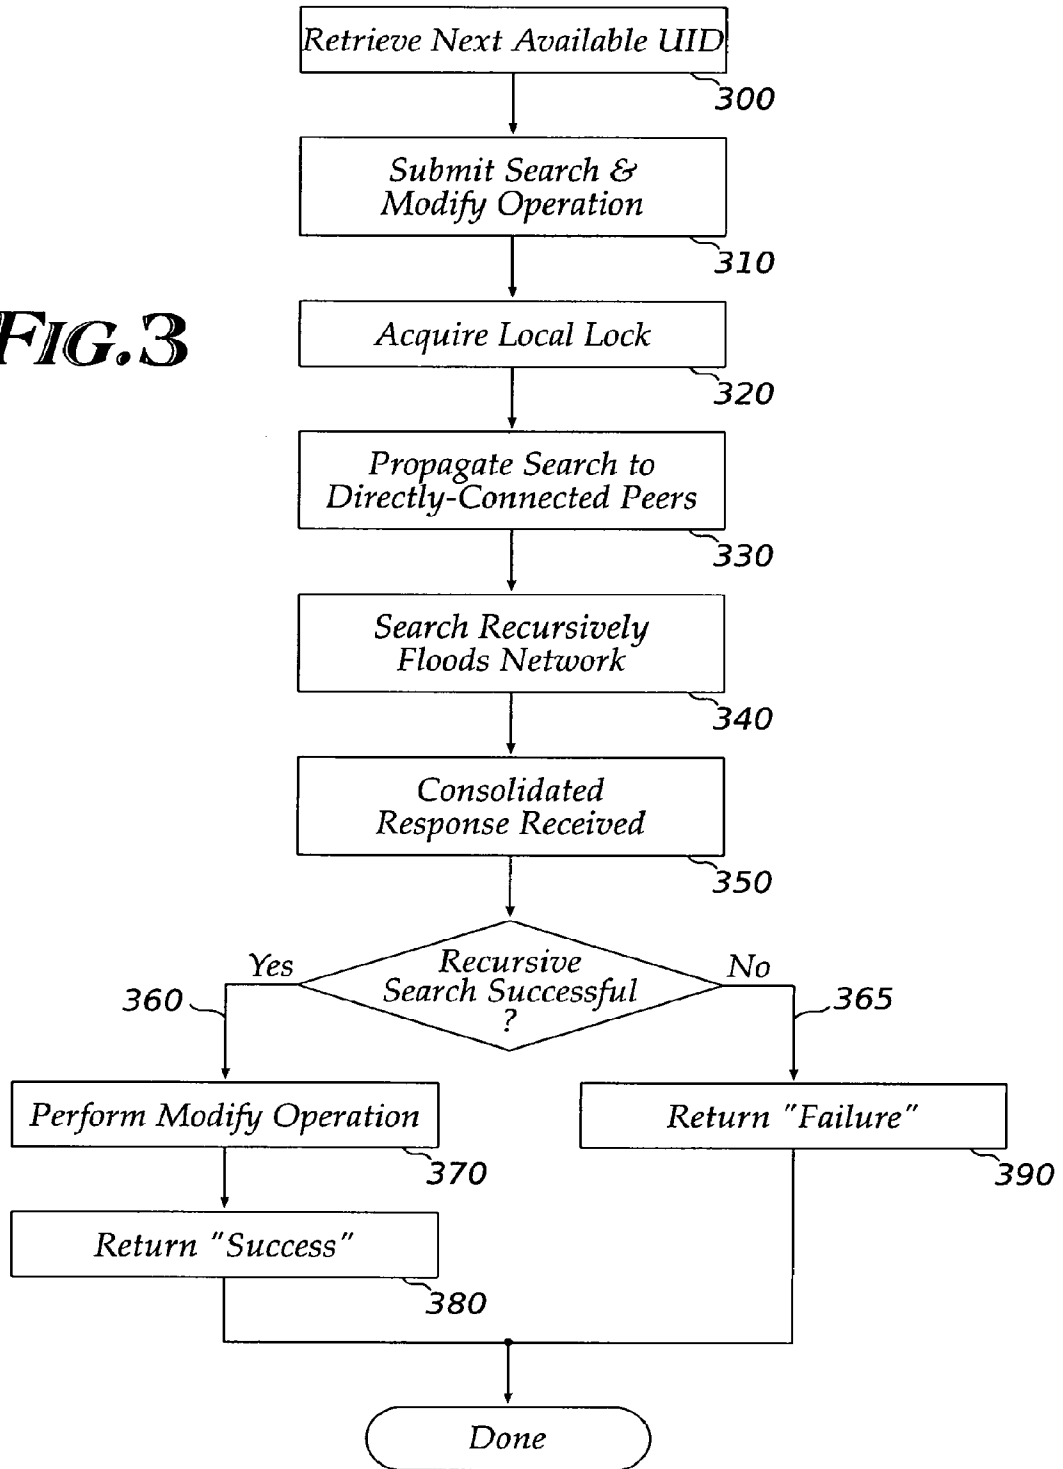 Retrieve Next Available UID
300
Submit Search &
Modify Operation
310
FIG.3
Acquire Local Lock
320
Propagate Search to
Directly-Connected Peers
330
Search Recursively
Floods Network
340
Consolidated
Response Received
350
Yes
Recursive
Search Successful
?
No
360
365
Perform Modify Operation
370
Return "Failure"
390
Return "Success"
380
Done